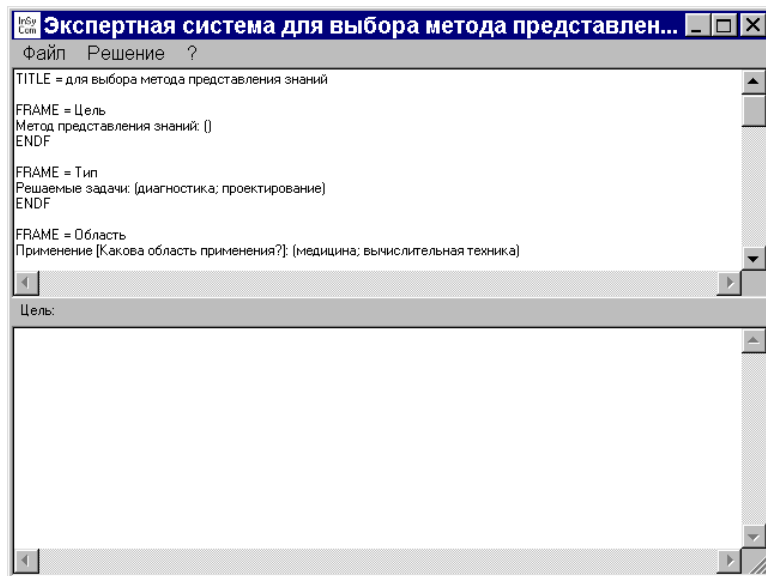 InSy Com Экспертная система для выбора метода представлен...
Файл Решение ?
TITLE = для выбора метода представления знаний
FRAME = Цель
Метод представления знаний: ()
ENDF
FRAME = Тип
Решаемые задачи: (диагностика; проектирование)
ENDF
FRAME = Область
Применение [Какова область применения?]: (медицина; вычислительная техника)
Цель: